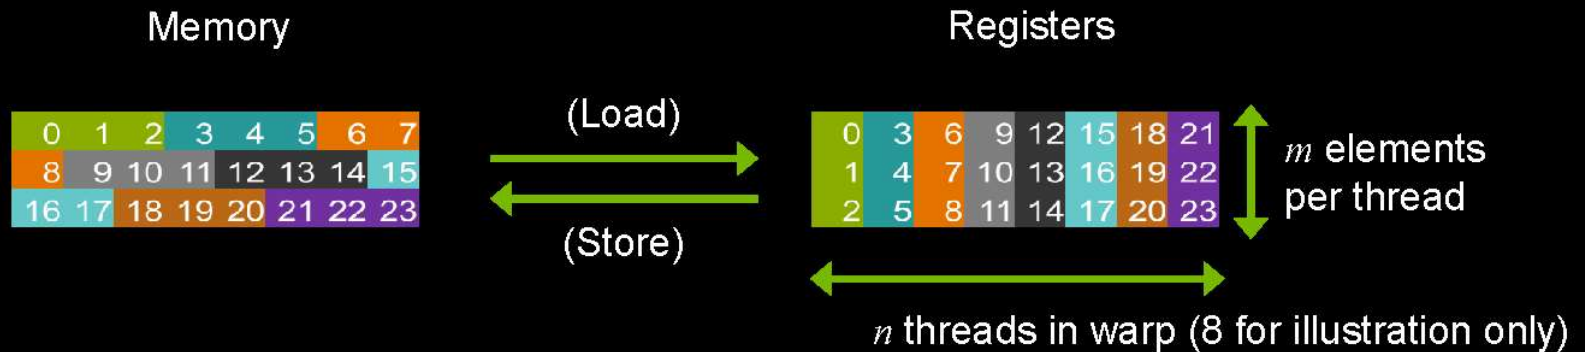 Memory
Registers
0 1 2 3 4 5 6 7
8 9 10 11 12 13 14 15
16 17 18 19 20 21 22 23
(Load)
(Store)
0 3 6 9 12 15 18 21
1 4 7 10 13 16 19 22
2 5 8 11 14 17 20 23
m elements
per thread
n threads in warp (8 for illustration only)